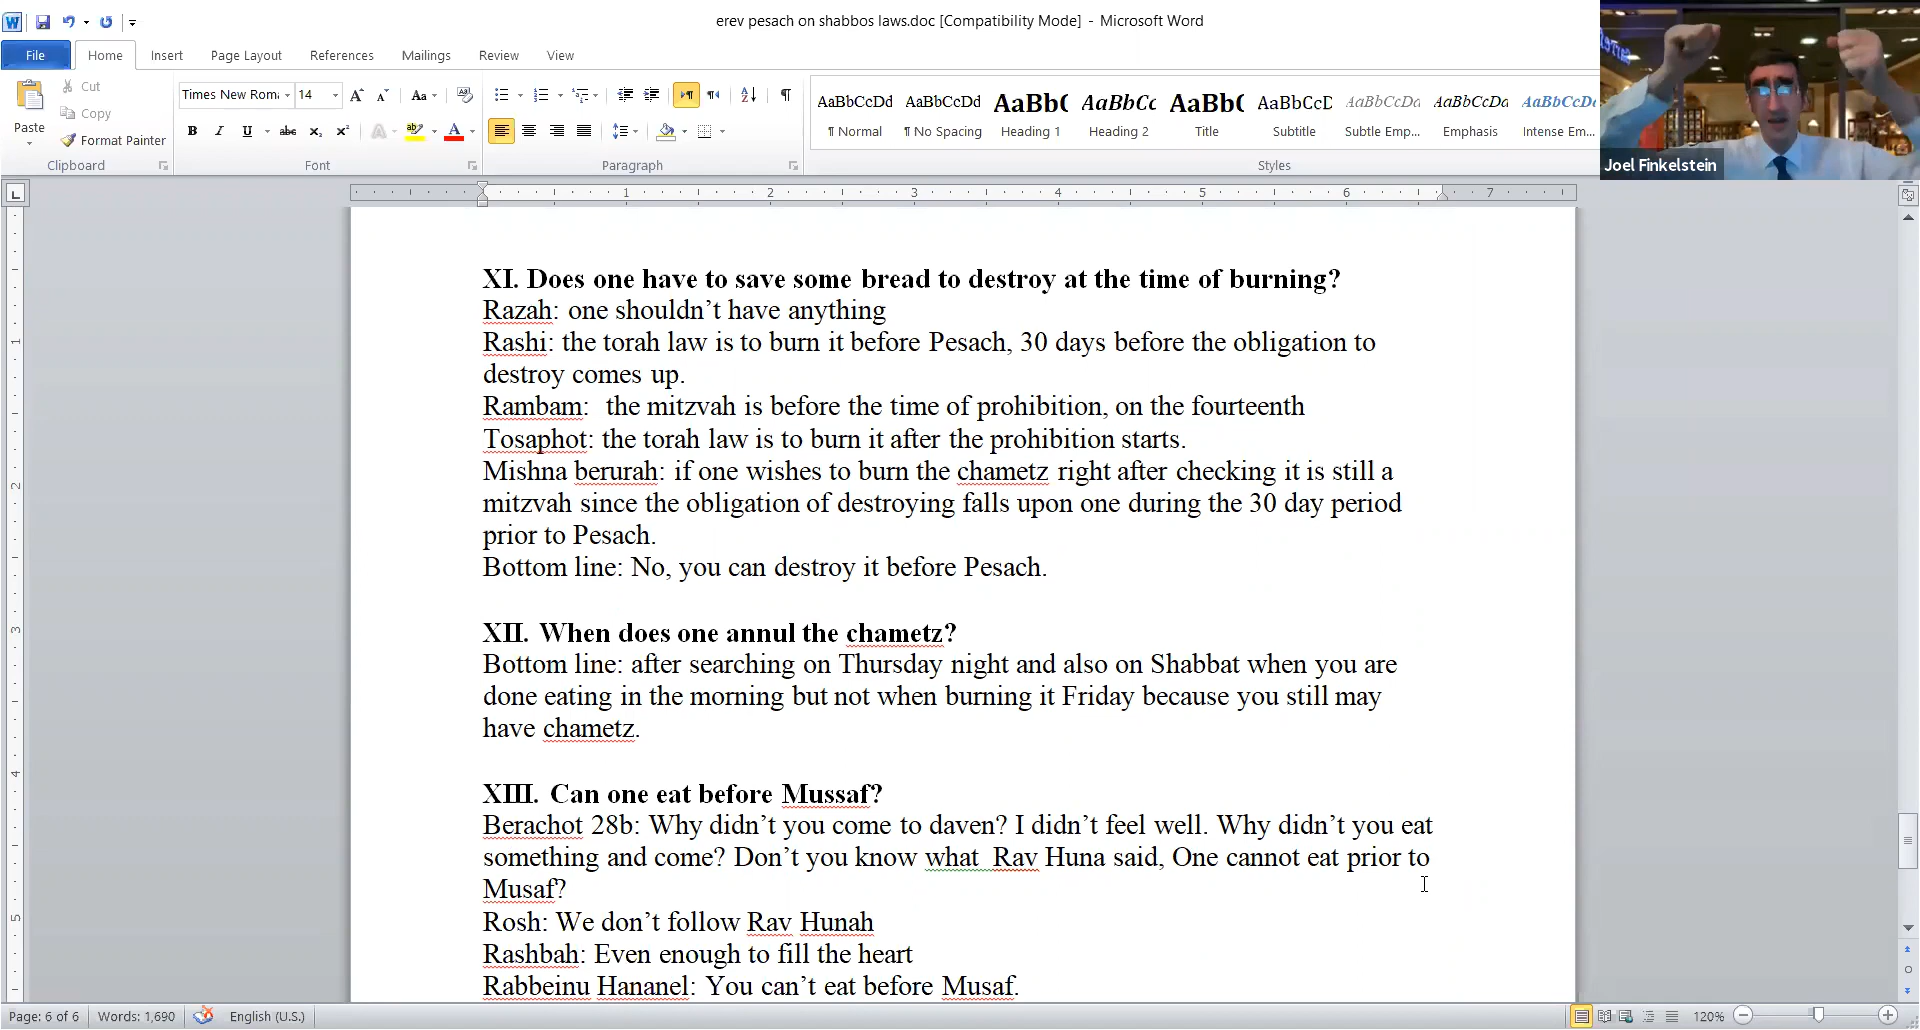 erev pesach on shabbos laws.doc [Compatibility Mode] - Microsoft Word
File Home Insert Page Layout References Mailings Review View
Paste
Cut
Copy
Format Painter
Clipboard
Times New Roma 14
Font
Paragraph
AaBbCcDd AaBbCcDd AaBb( AaBbCc AaBb( AaBbCcD AaBbCcDd AaBbCcDd AaBbCcDd
¶ Normal ¶ No Spacing Heading 1 Heading 2 Title Subtitle Subtle Emp... Emphasis Intense Em...
Styles
Joel Finkelstein
1 2 3 4 5 6 7
XI. Does one have to save some bread to destroy at the time of burning?
Razah: one shouldn't have anything
Rashi: the torah law is to burn it before Pesach, 30 days before the obligation to
destroy comes up.
Rambam: the mitzvah is before the time of prohibition, on the fourteenth
Tosaphot: the torah law is to burn it after the prohibition starts.
Mishna berurah: if one wishes to burn the chametz right after checking it is still a
mitzvah since the obligation of destroying falls upon one during the 30 day period
prior to Pesach.
Bottom line: No, you can destroy it before Pesach.
XII. When does one annul the chametz?
Bottom line: after searching on Thursday night and also on Shabbat when you are
done eating in the morning but not when burning it Friday because you still may
have chametz.
XIII. Can one eat before Mussaf?
Berachot 28b: Why didn't you come to daven? I didn't feel well. Why didn't you eat
something and come? Don't you know what Rav Huna said, One cannot eat prior to
Musaf?
Rosh: We don't follow Rav Hunah
Rashbah: Even enough to fill the heart
Rabbeinu Hananel: You can't eat before Musaf.
Page: 6 of 6 Words: 1,690 English (U.S.) 120%